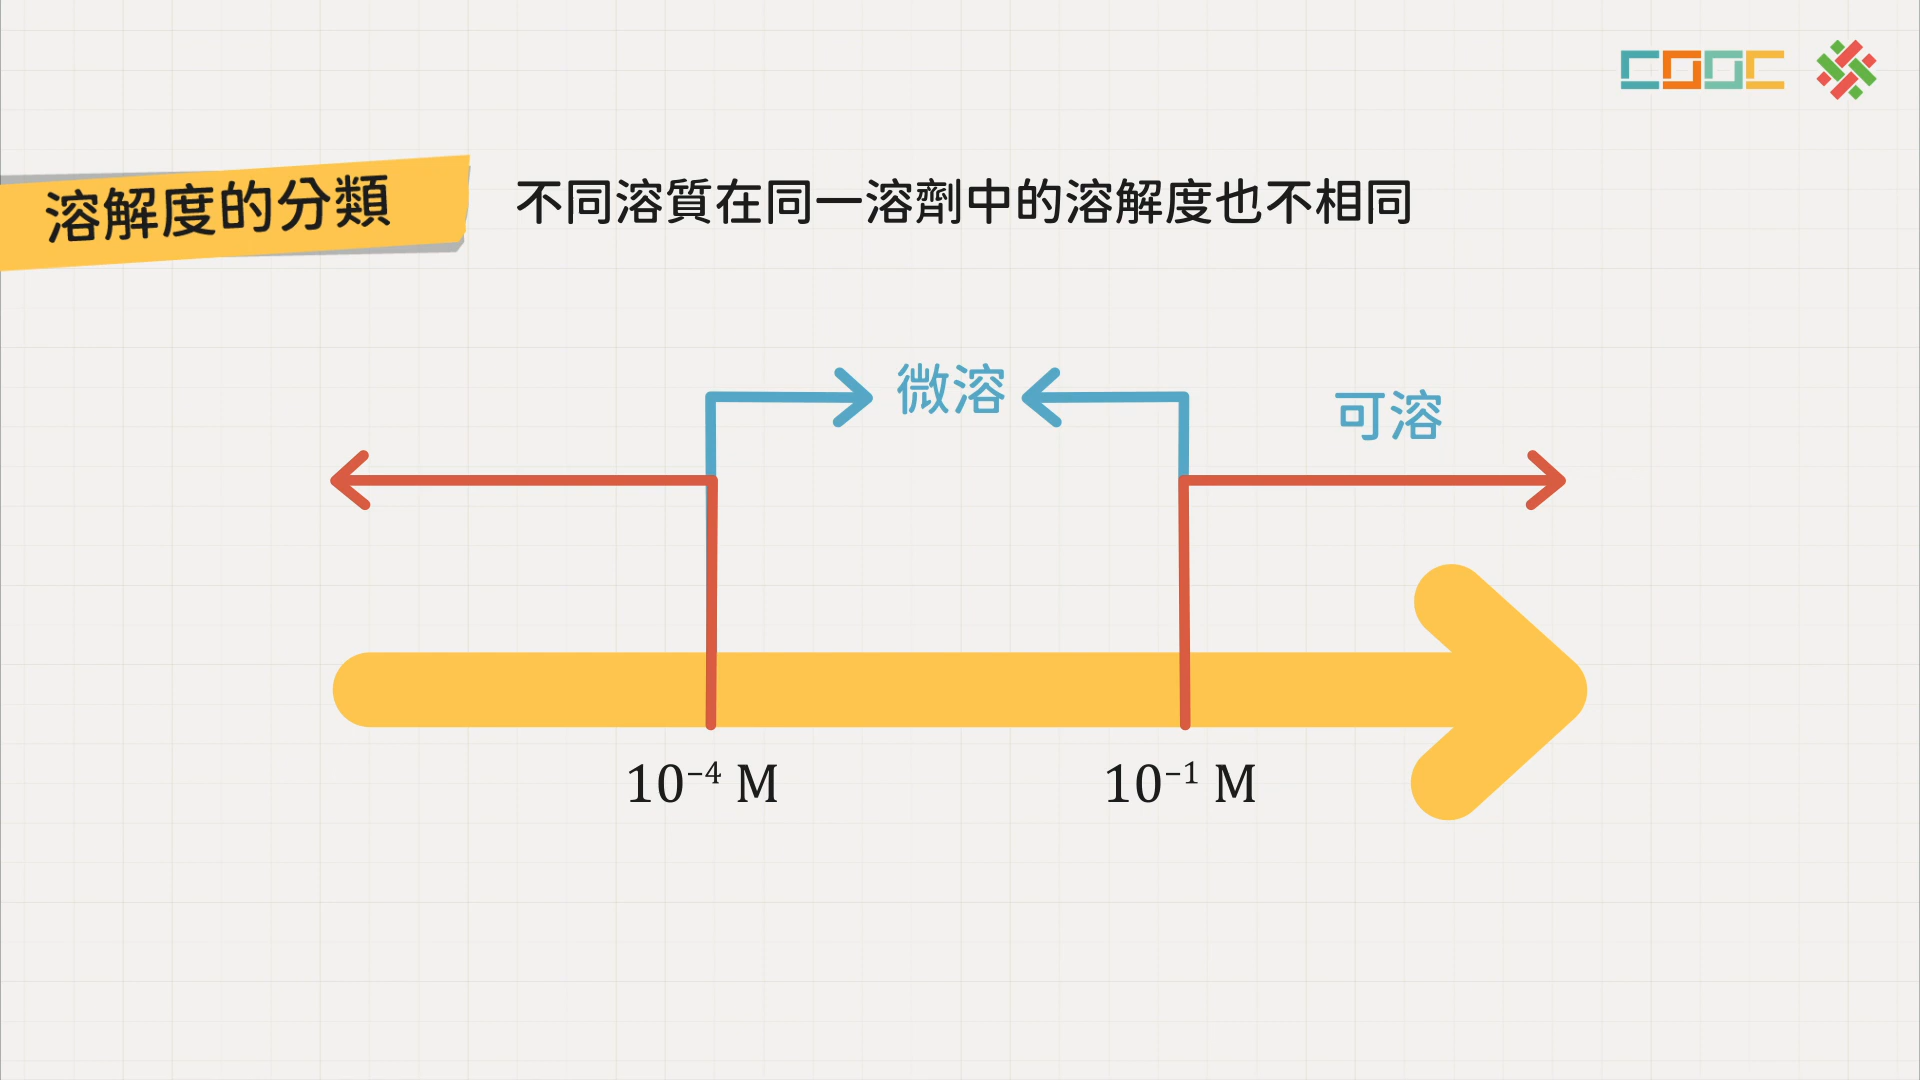 COOC
溶解度的分類
不同溶質在同一溶劑中的溶解度也不相同
微溶
可溶
10⁻⁴ M
10⁻¹ M